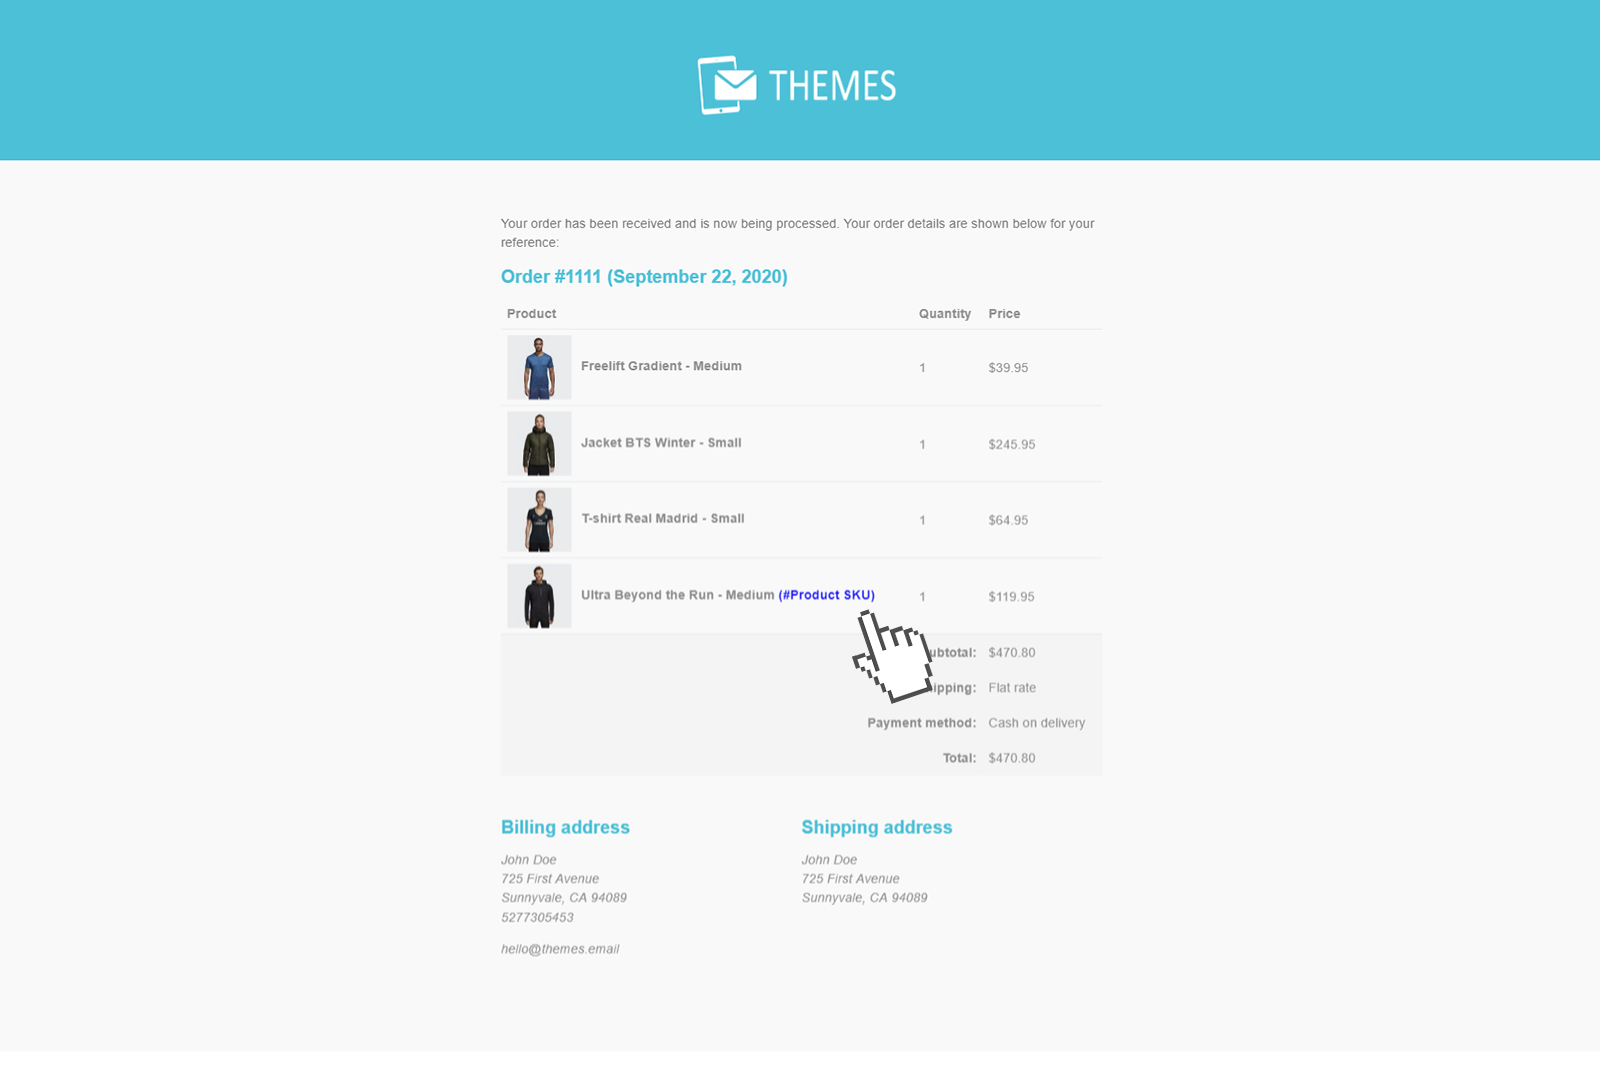 THEMES
Your order has been received and is now being processed. Your order details are shown below for your
reference:
Order #1111 (September 22, 2020)
Product Quantity Price
Freelift Gradient - Medium 1 $39.95
Jacket BTS Winter - Small 1 $245.95
T-shirt Real Madrid - Small 1 $64.95
Ultra Beyond the Run - Medium (#Product SKU) 1 $119.95
ubtotal: $470.80
ipping: Flat rate
Payment method: Cash on delivery
Total: $470.80
Billing address
John Doe
725 First Avenue
Sunnyvale, CA 94089
5277305453
hello@themes.email
Shipping address
John Doe
725 First Avenue
Sunnyvale, CA 94089